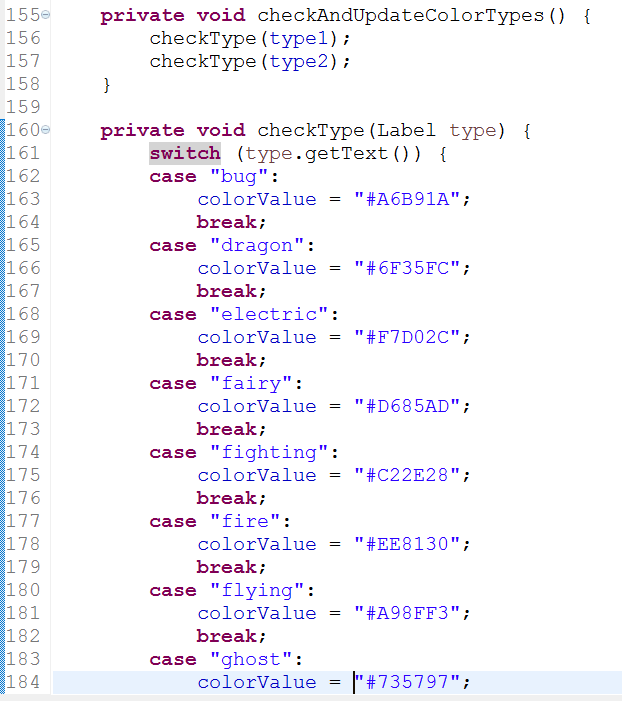 155 private void checkAndUpdateColorTypes() {
156 checkType(type1);
157 checkType(type2);
158 }
159
160 private void checkType(Label type) {
161 switch (type.getText()) {
162 case "bug":
163 colorValue = "#A6B91A";
164 break;
165 case "dragon":
166 colorValue = "#6F35FC";
167 break;
168 case "electric":
169 colorValue = "#F7D02C";
170 break;
171 case "fairy":
172 colorValue = "#D685AD";
173 break;
174 case "fighting":
175 colorValue = "#C22E28";
176 break;
177 case "fire":
178 colorValue = "#EE8130";
179 break;
180 case "flying":
181 colorValue = "#A98FF3";
182 break;
183 case "ghost":
184 colorValue = "#735797";